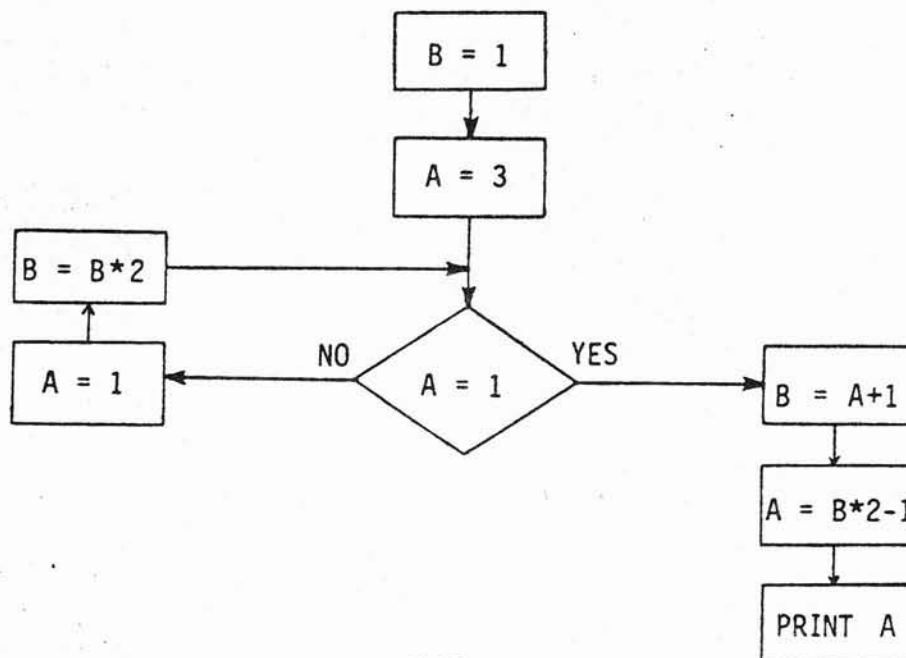 B = 1
A = 3
B = B*2
NO
YES
A = 1
A = 1
B = A+1
A = B*2-1
PRINT A